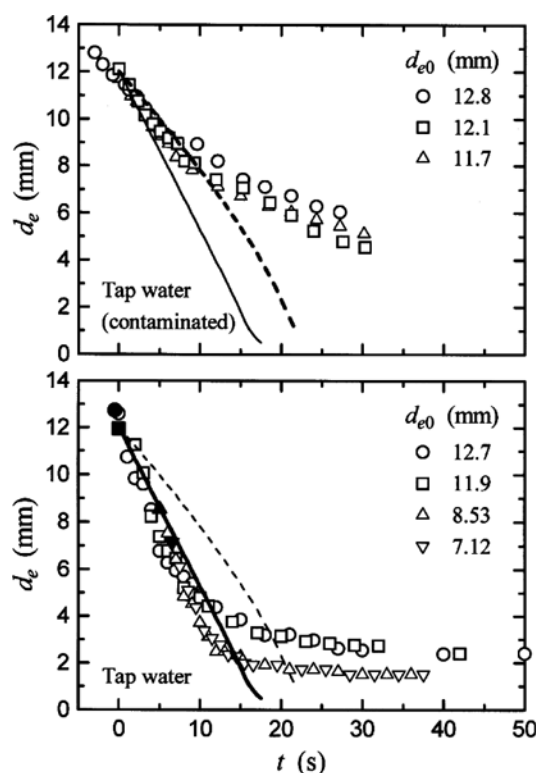 14
12
10
8
6
4
2
0
d_e (mm)
d_e0 (mm)
12.8
12.1
11.7
Tap water
(contaminated)
14
12
10
8
6
4
2
0
d_e (mm)
d_e0 (mm)
12.7
11.9
8.53
7.12
Tap water
0 10 20 30 40 50
t (s)